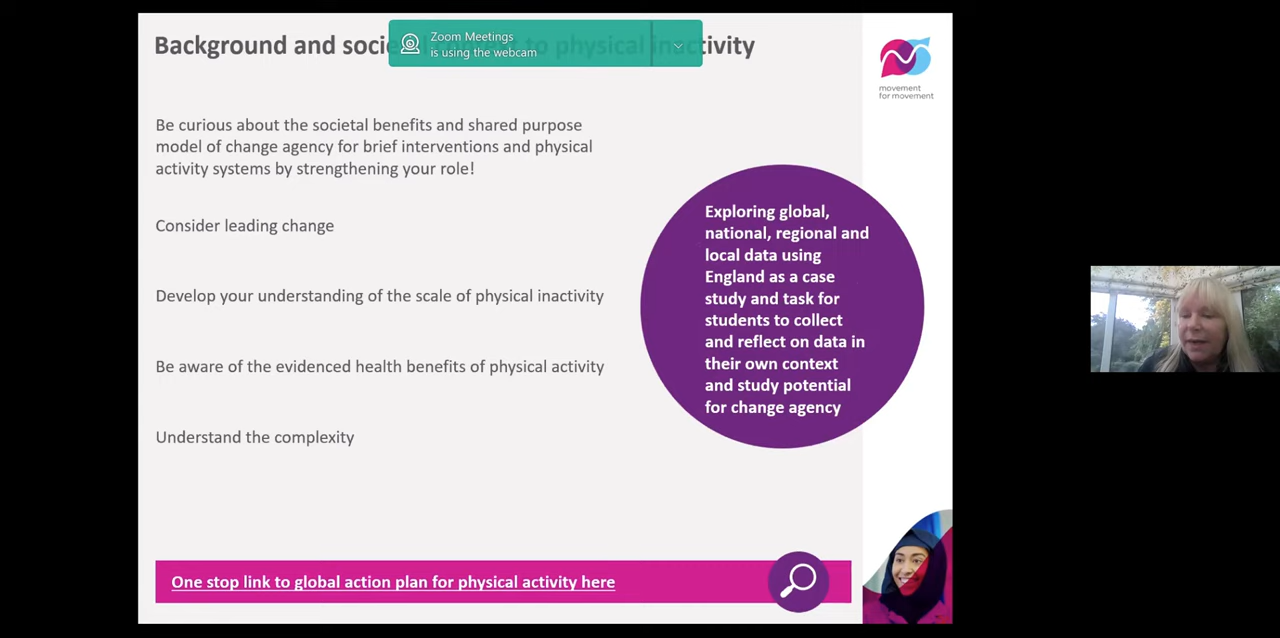 Background and societal context to physical inactivity
Zoom Meetings
is using the webcam
movement
for movement
Be curious about the societal benefits and shared purpose
model of change agency for brief interventions and physical
activity systems by strengthening your role!
Consider leading change
Develop your understanding of the scale of physical inactivity
Be aware of the evidenced health benefits of physical activity
Understand the complexity
Exploring global,
national, regional and
local data using
England as a case
study and task for
students to collect
and reflect on data in
their own context
and study potential
for change agency
One stop link to global action plan for physical activity here